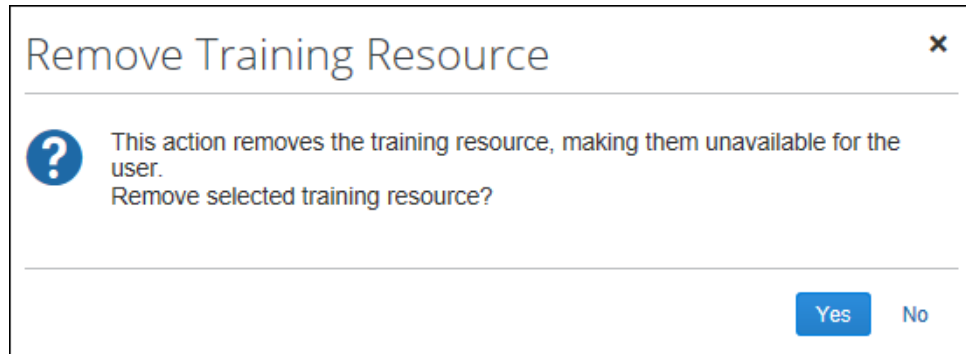 Remove Training Resource
This action removes the training resource, making them unavailable for the
user.
Remove selected training resource?
Yes No